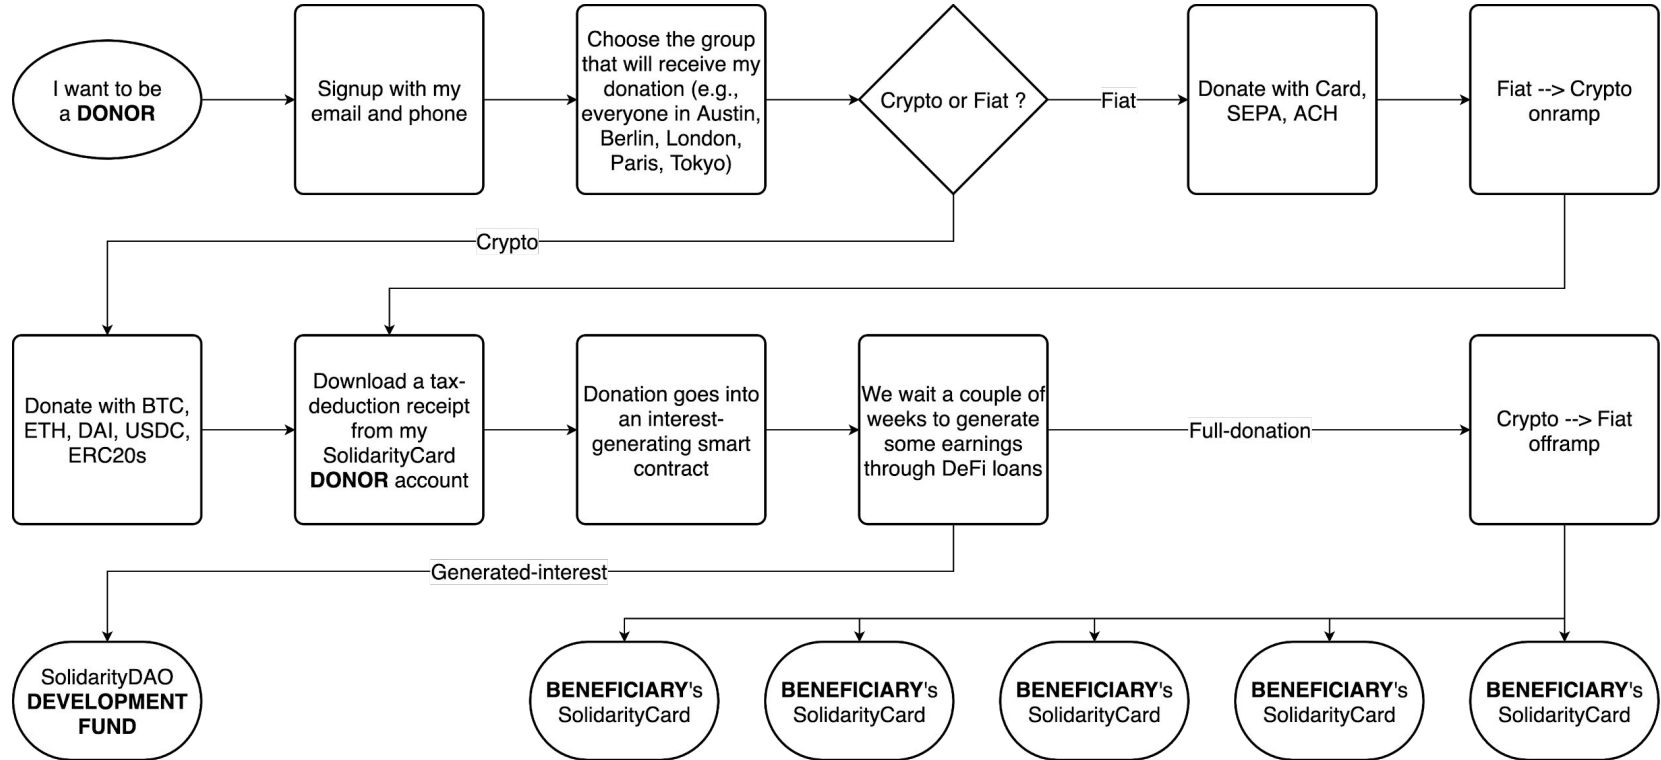 I want to be
a DONOR
Signup with my
email and phone
Choose the group
that will receive my
donation (e.g.,
everyone in Austin,
Berlin, London,
Paris, Tokyo)
Crypto or Fiat ?
Fiat
Donate with Card,
SEPA, ACH
Fiat --> Crypto
onramp
Crypto
Donate with BTC,
ETH, DAI, USDC,
ERC20s
Download a tax-
deduction receipt
from my
SolidarityCard
DONOR account
Donation goes into
an interest-
generating smart
contract
We wait a couple of
weeks to generate
some earnings
through DeFi loans
Full-donation
Crypto --> Fiat
offramp
Generated-interest
SolidarityDAO
DEVELOPMENT
FUND
BENEFICIARY's
SolidarityCard
BENEFICIARY's
SolidarityCard
BENEFICIARY's
SolidarityCard
BENEFICIARY's
SolidarityCard
BENEFICIARY's
SolidarityCard